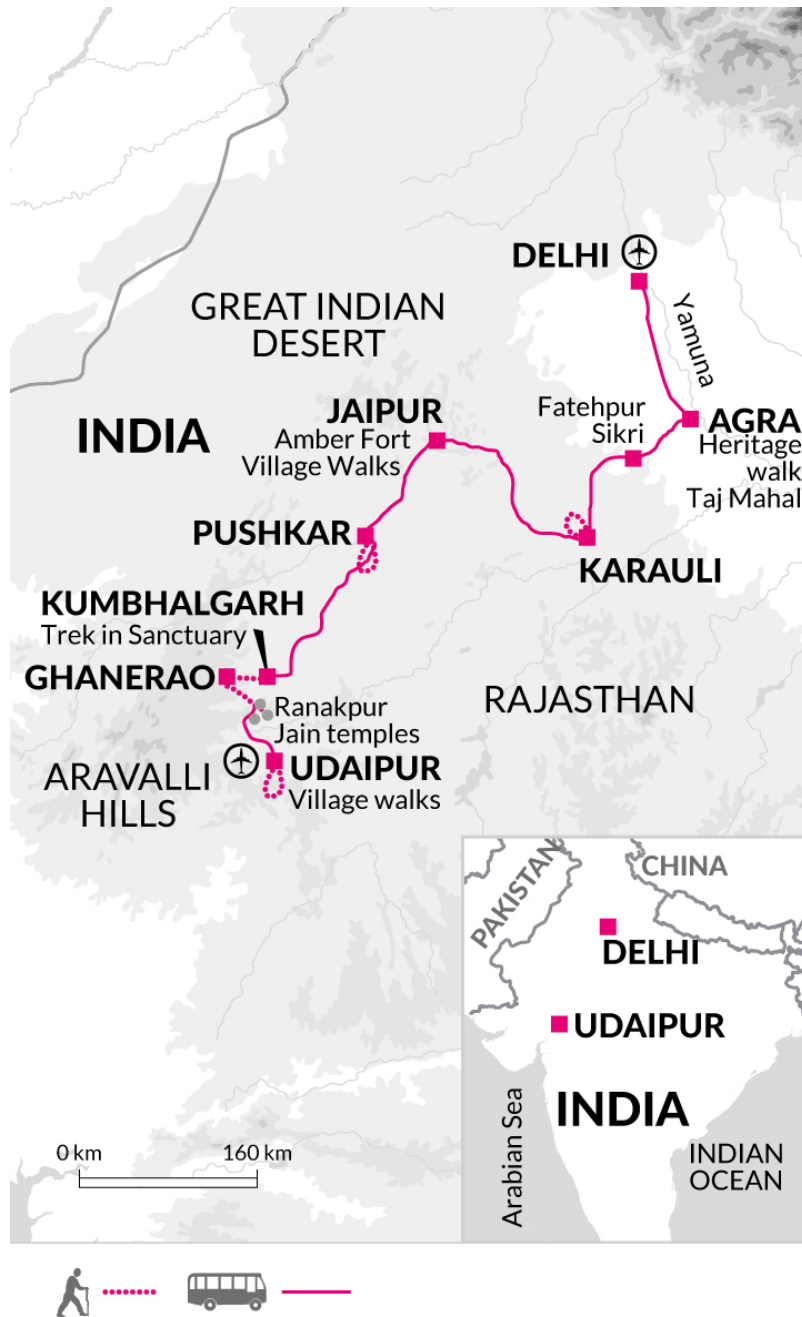 DELHI
GREAT INDIAN
DESERT
Yamuna
JAIPUR
Amber Fort
Village Walks
INDIA
Fatehpur
Sikri
AGRA
Heritage
walk
Taj Mahal
PUSHKAR
KARAULI
KUMBHALGARH
Trek in Sanctuary
GHANERAO
RAJASTHAN
Ranakpur
Jain temples
ARAVALLI
HILLS
UDAIPUR
Village walks
PAKISTAN
CHINA
DELHI
UDAIPUR
INDIA
Arabian Sea
INDIAN
OCEAN
0 km
160 km